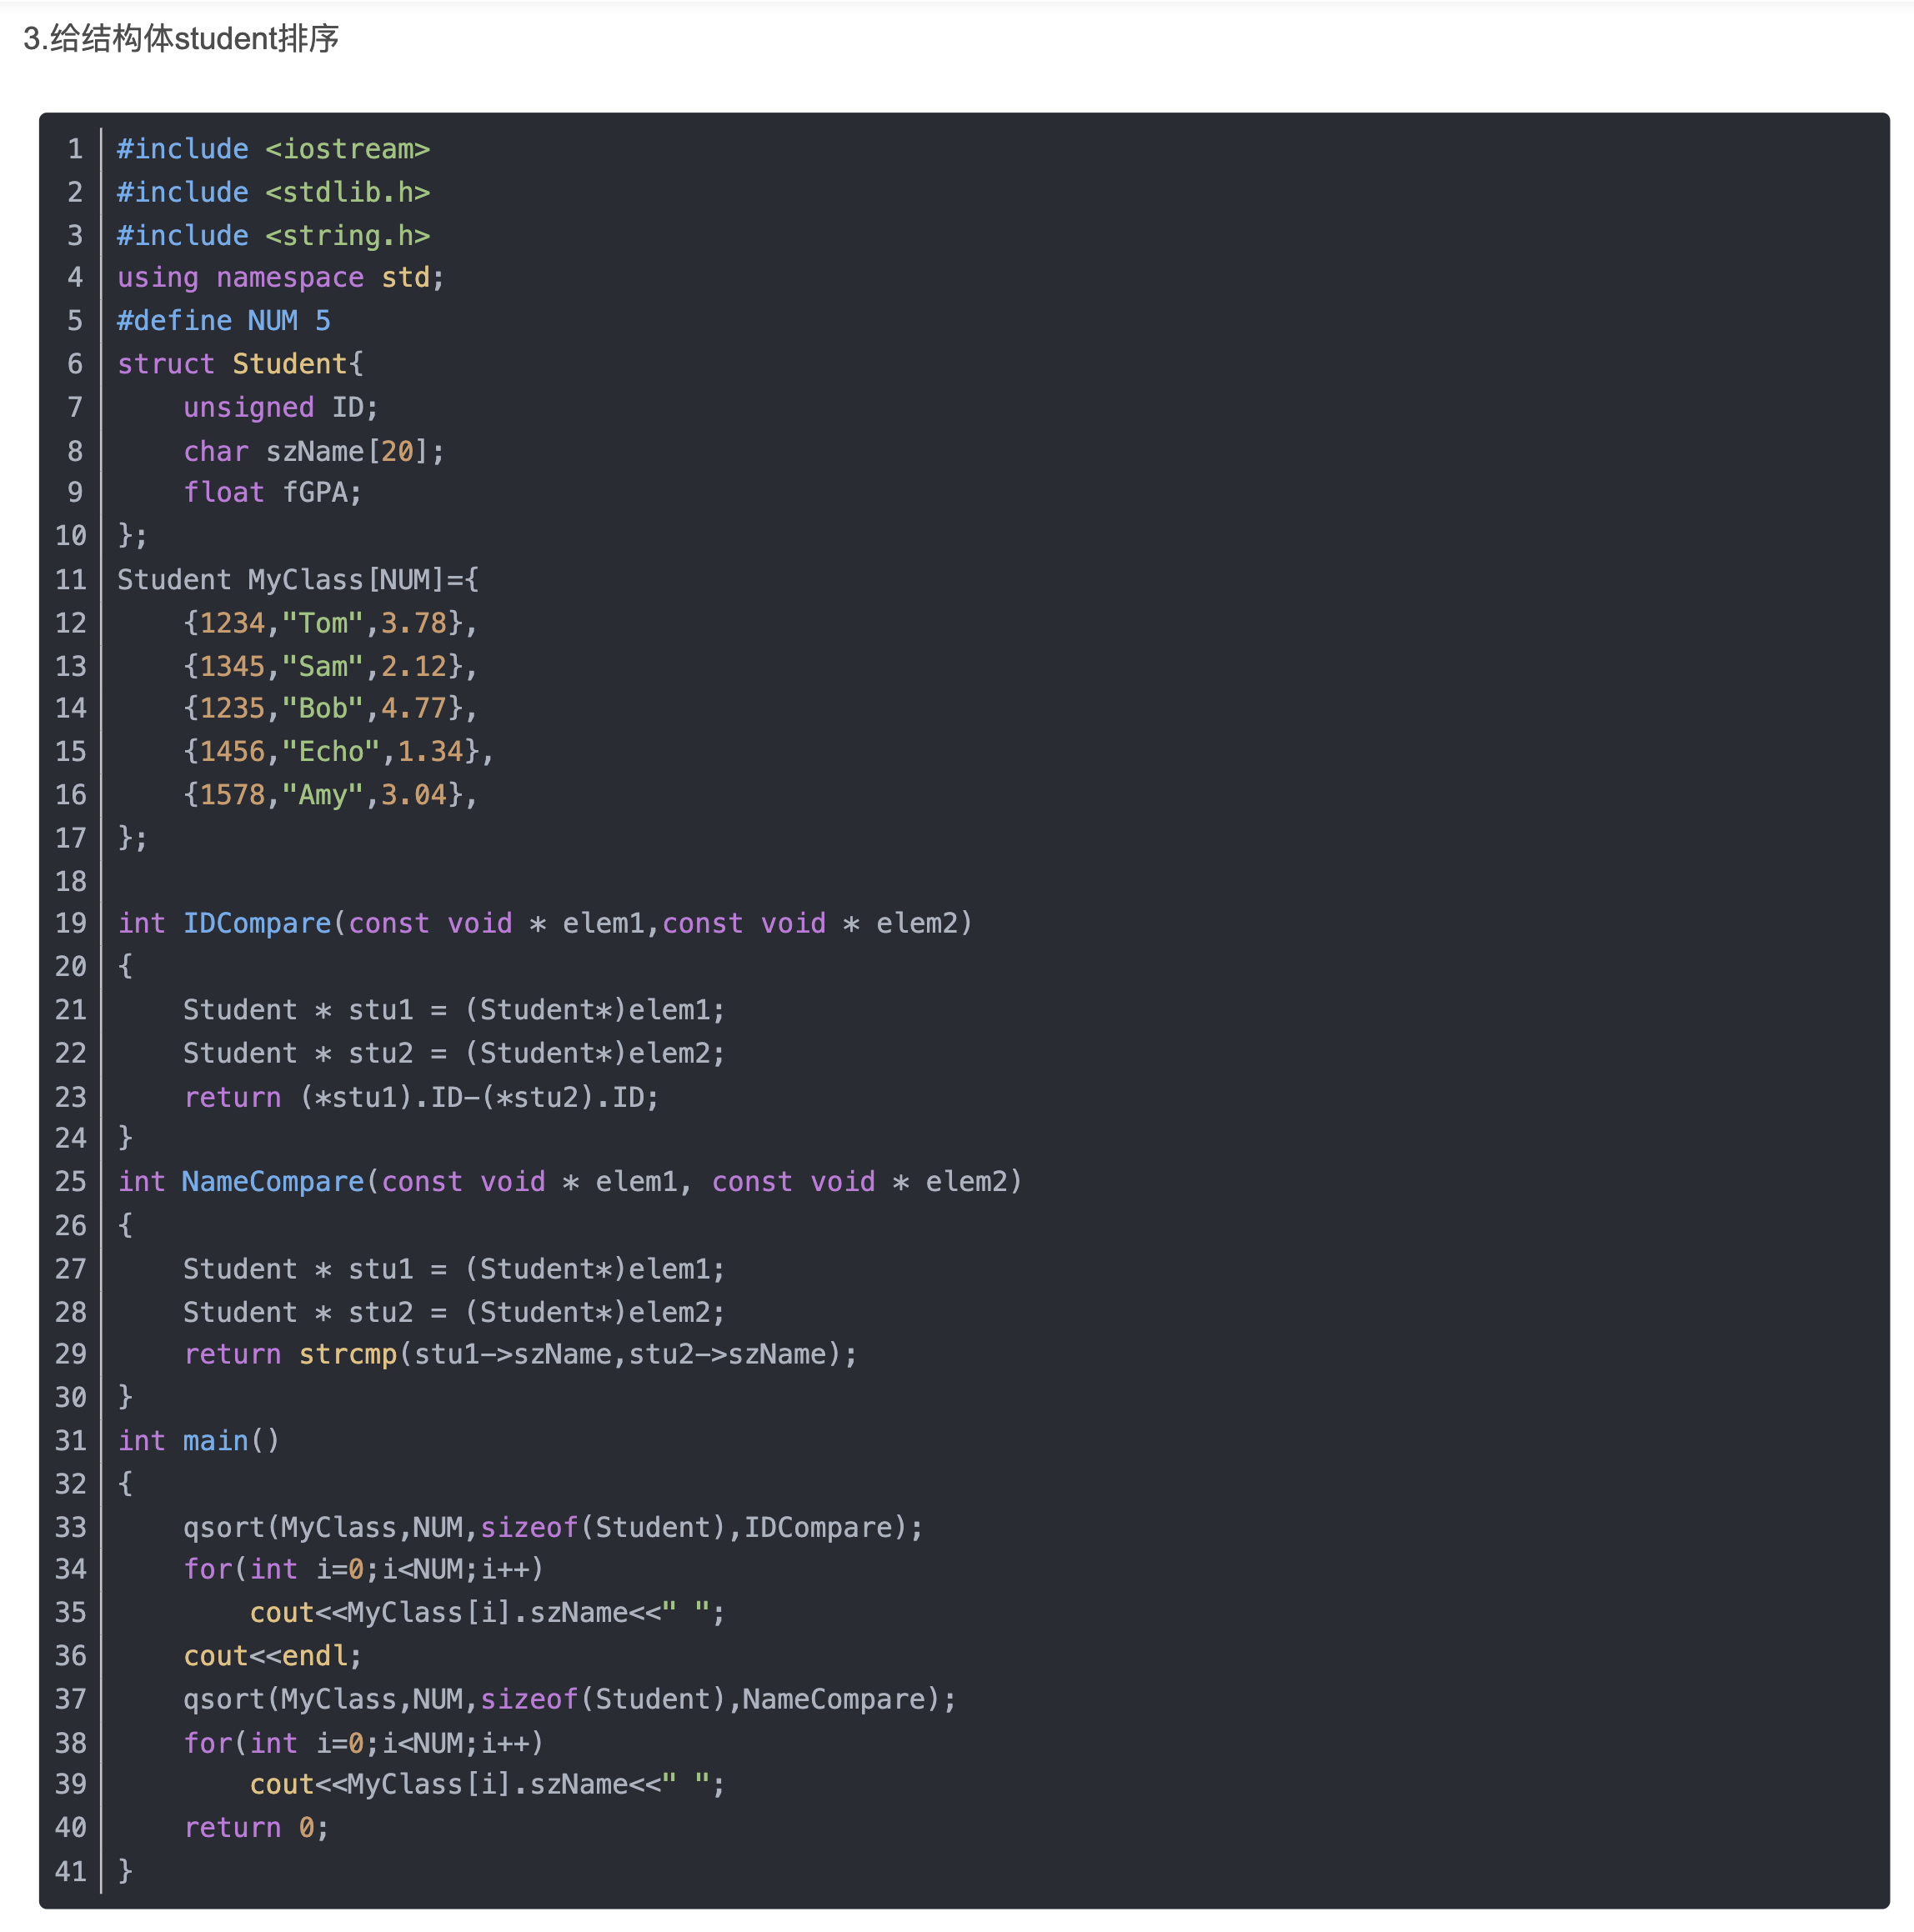 3.给结构体student排序
1 #include <iostream>
2 #include <stdlib.h>
3 #include <string.h>
4 using namespace std;
5 #define NUM 5
6 struct Student{
7     unsigned ID;
8     char szName[20];
9     float fGPA;
10 };
11 Student MyClass[NUM]={
12     {1234,"Tom",3.78},
13     {1345,"Sam",2.12},
14     {1235,"Bob",4.77},
15     {1456,"Echo",1.34},
16     {1578,"Amy",3.04},
17 };
18
19 int IDCompare(const void * elem1,const void * elem2)
20 {
21     Student * stu1 = (Student*)elem1;
22     Student * stu2 = (Student*)elem2;
23     return (*stu1).ID-(*stu2).ID;
24 }
25 int NameCompare(const void * elem1, const void * elem2)
26 {
27     Student * stu1 = (Student*)elem1;
28     Student * stu2 = (Student*)elem2;
29     return strcmp(stu1->szName,stu2->szName);
30 }
31 int main()
32 {
33     qsort(MyClass,NUM,sizeof(Student),IDCompare);
34     for(int i=0;i<NUM;i++)
35         cout<<MyClass[i].szName<<" ";
36     cout<<endl;
37     qsort(MyClass,NUM,sizeof(Student),NameCompare);
38     for(int i=0;i<NUM;i++)
39         cout<<MyClass[i].szName<<" ";
40     return 0;
41 }